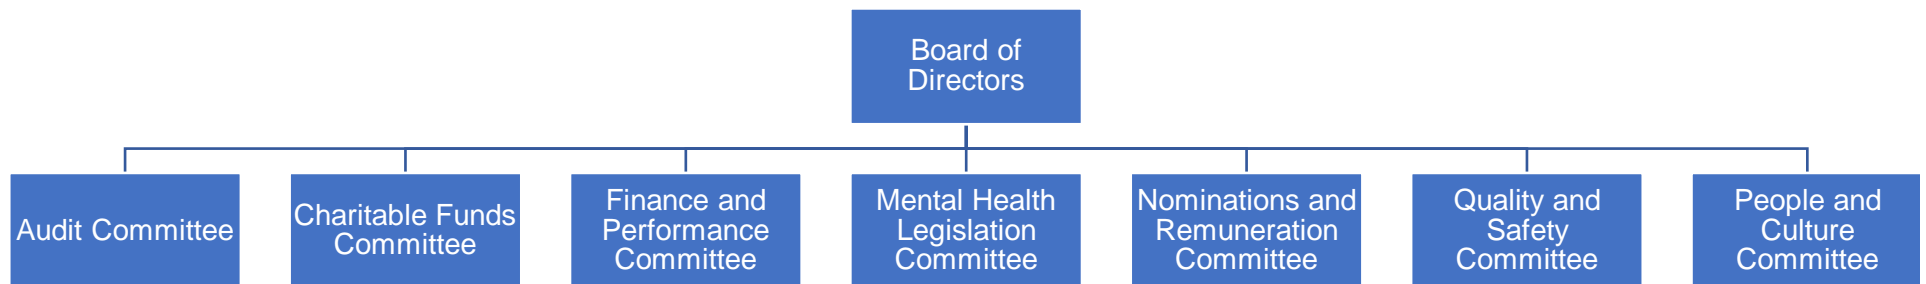 Board of
Directors
Audit Committee
Charitable Funds
Committee
Finance and
Performance
Committee
Mental Health
Legislation
Committee
Nominations and
Remuneration
Committee
Quality and
Safety
Committee
People and
Culture
Committee